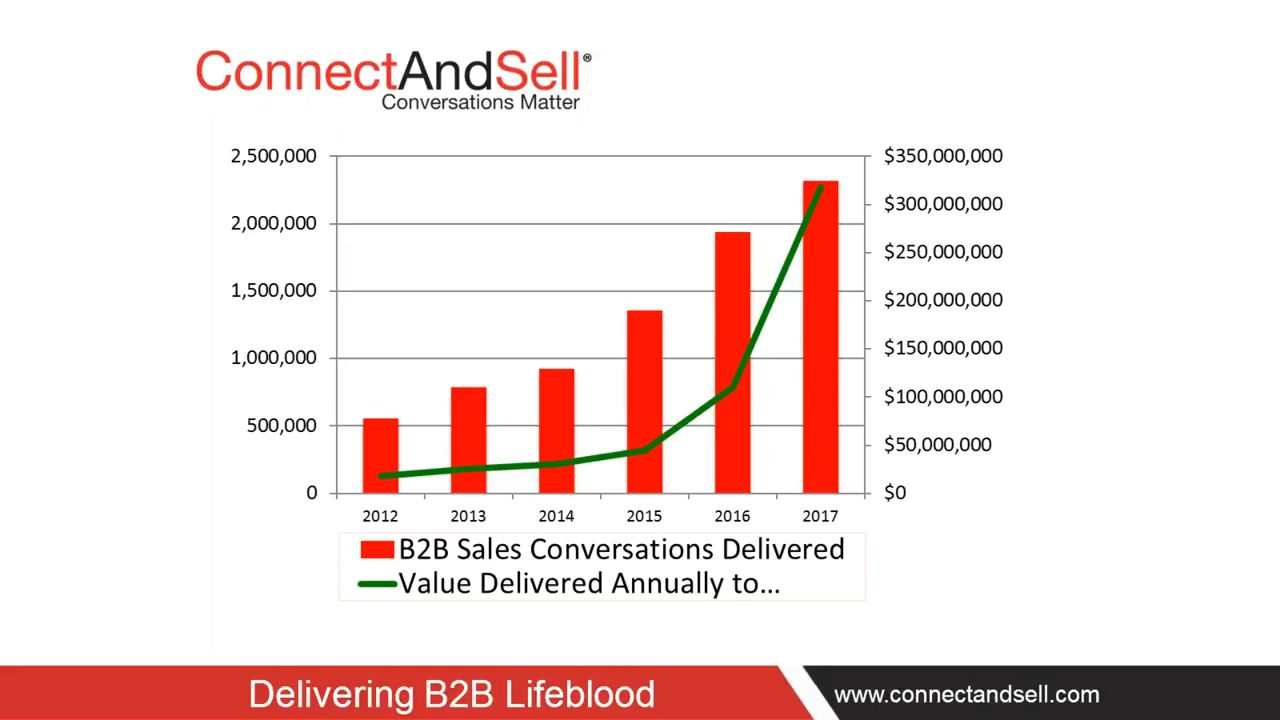 ConnectAndSell®
Conversations Matter
2,500,000
2,000,000
1,500,000
1,000,000
500,000
0
$350,000,000
$300,000,000
$250,000,000
$200,000,000
$150,000,000
$100,000,000
$50,000,000
$0
2012 2013 2014 2015 2016 2017
B2B Sales Conversations Delivered
Value Delivered Annually to...
Delivering B2B Lifeblood
www.connectandsell.com